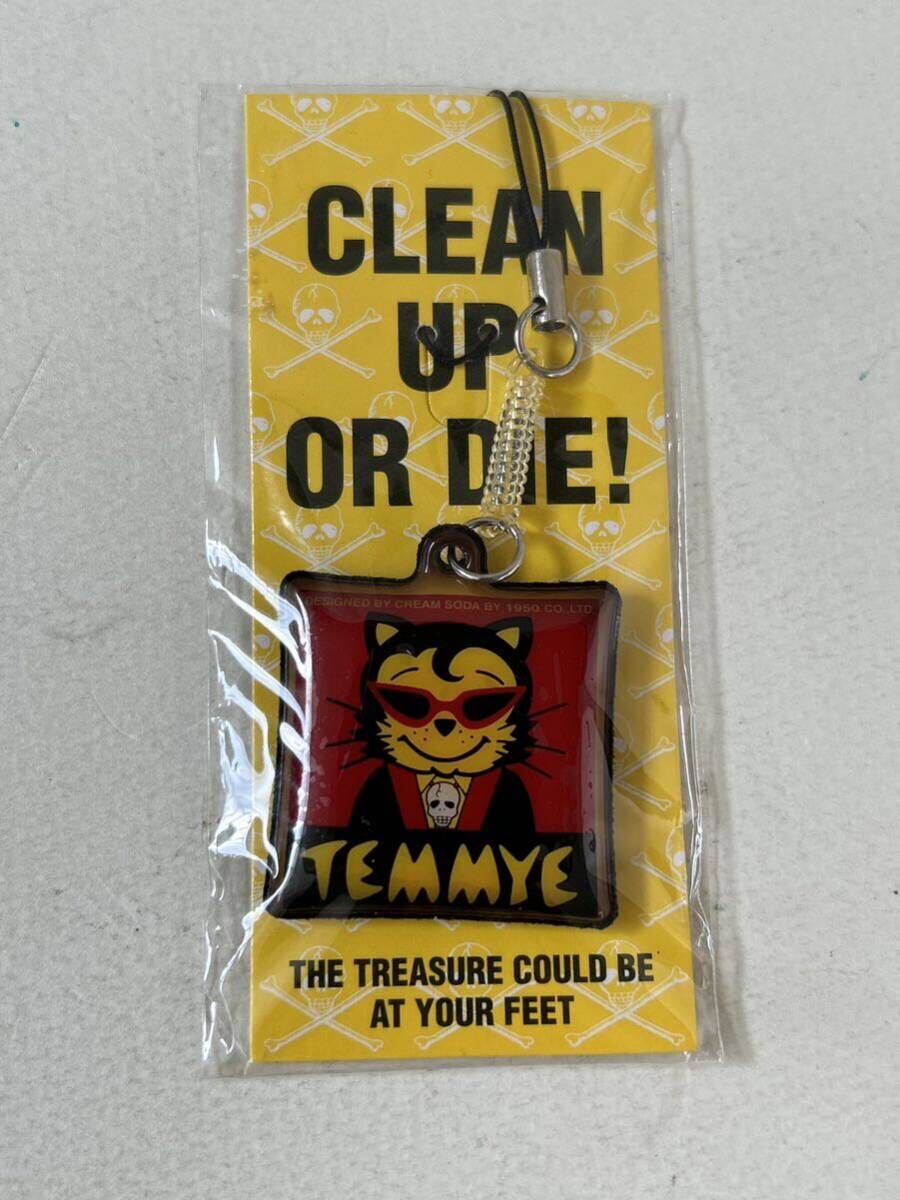 CLEAN
UP
OR DIE!
DESIGNED BY CREAM SODA BY 1950 CO.,LTD
TEMMYE
THE TREASURE COULD BE
AT YOUR FEET